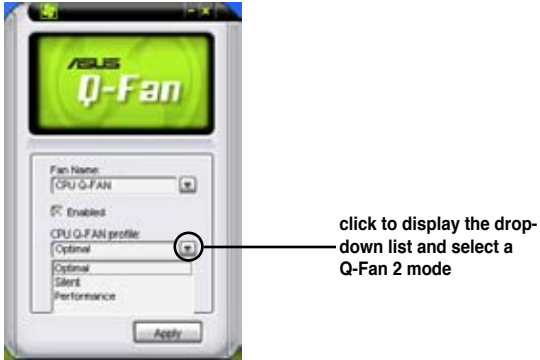 ASUS
Q-Fan
Fan Name:
CPU Q-FAN
Enabled
CPU Q-FAN profile:
Optimal
Optimal
Silent
Performance
Apply
click to display the drop-
down list and select a
Q-Fan 2 mode